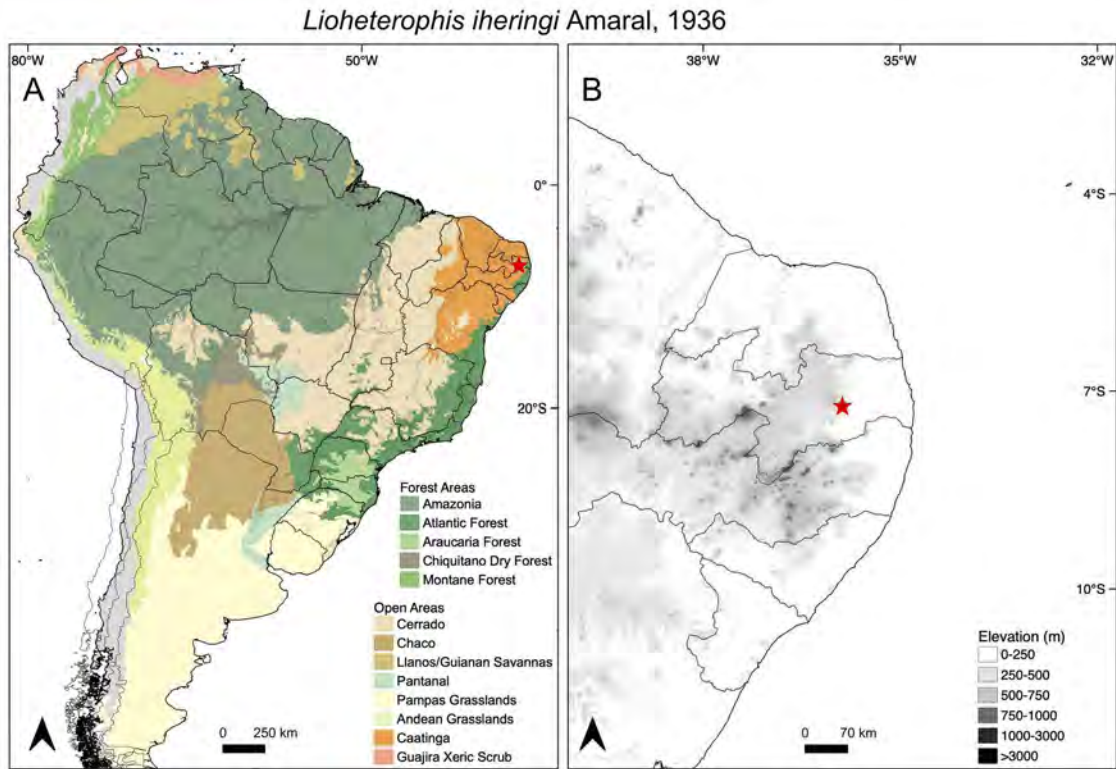 Lioheterophis iheringi Amaral, 1936
80°W
50°W
A
N
0°
20°S
Forest Areas
Amazonia
Atlantic Forest
Araucaria Forest
Chiquitano Dry Forest
Montane Forest
Open Areas
Cerrado
Chaco
Llanos/Guianan Savannas
Pantanal
Pampas Grasslands
Andean Grasslands
Caatinga
Guajira Xeric Scrub
0 250 km
38°W
35°W
32°W
B
4°S
7°S
10°S
Elevation (m)
0-250
250-500
500-750
750-1000
1000-3000
>3000
0 70 km